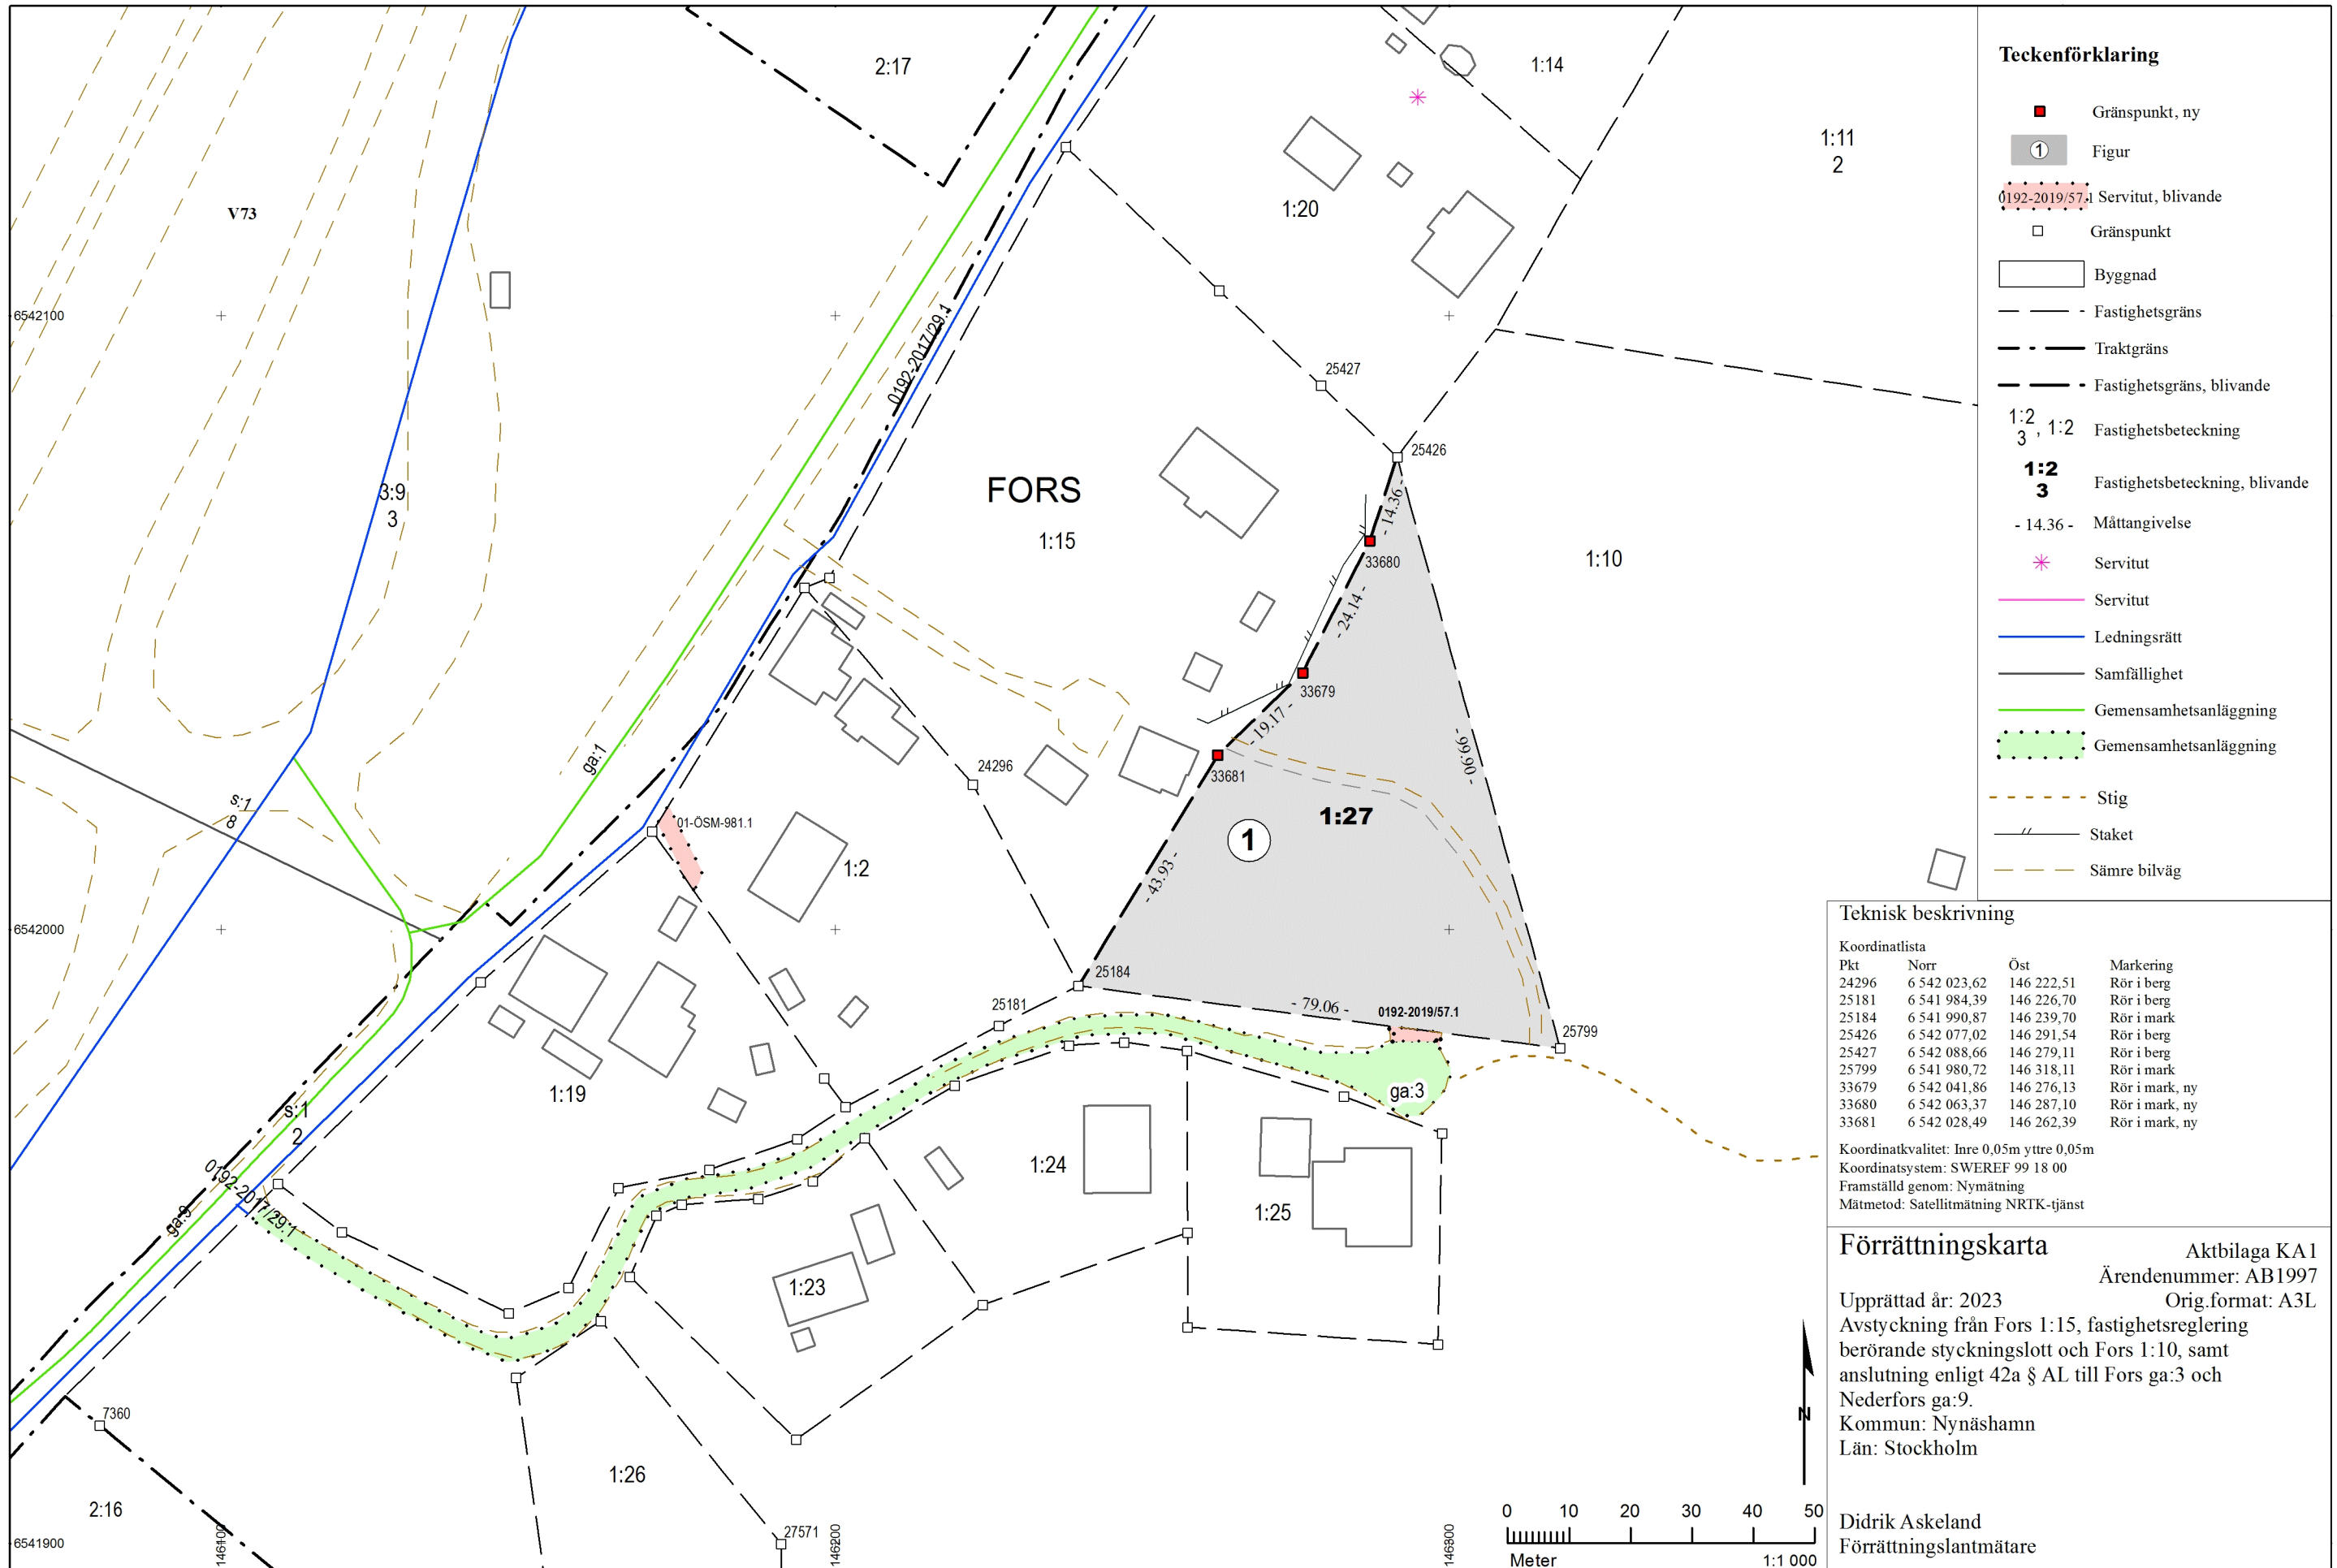 2:17
1:14
1:11
2
V73
1:20
6542100
0192-2017/29.1
25427
25426
3:9
3
FORS
1:15
- 14.36 -
1:10
33680
- 24.14 -
33679
- 19.17 -
- 99.90 -
ga:1
24296
33681
s:1
8
01-ÖSM-981.1
1:27
1
1:2
- 43.93 -
6542000
25184
25181
- 79.06 -
0192-2019/57.1
25799
1:19
ga:3
s:1
2
0192-2017/29.1
ga:9
1:24
1:25
1:23
7360
1:26
2:16
27571
6541900
146100
146200
146300
0 10 20 30 40 50
Meter 1:1 000
N
Teckenförklaring
Gränspunkt, ny
1 Figur
0192-2019/57.1 Servitut, blivande
Gränspunkt
Byggnad
Fastighetsgräns
Traktgräns
Fastighetsgräns, blivande
1:2
3 , 1:2 Fastighetsbeteckning
1:2
3 Fastighetsbeteckning, blivande
- 14.36 - Måttangivelse
Servitut
Servitut
Ledningsrätt
Samfällighet
Gemensamhetsanläggning
Gemensamhetsanläggning
Stig
Staket
Sämre bilväg
Teknisk beskrivning
Koordinatlista
Pkt Norr Öst Markering
24296 6 542 023,62 146 222,51 Rör i berg
25181 6 541 984,39 146 226,70 Rör i berg
25184 6 541 990,87 146 239,70 Rör i mark
25426 6 542 077,02 146 291,54 Rör i berg
25427 6 542 088,66 146 279,11 Rör i berg
25799 6 541 980,72 146 318,11 Rör i mark
33679 6 542 041,86 146 276,13 Rör i mark, ny
33680 6 542 063,37 146 287,10 Rör i mark, ny
33681 6 542 028,49 146 262,39 Rör i mark, ny
Koordinatkvalitet: Inre 0,05m yttre 0,05m
Koordinatsystem: SWEREF 99 18 00
Framställd genom: Nymätning
Mätmetod: Satellitmätning NRTK-tjänst
Förrättningskarta Aktbilaga KA1
Ärendenummer: AB1997
Upprättad år: 2023 Orig.format: A3L
Avstyckning från Fors 1:15, fastighetsreglering
berörande styckningslott och Fors 1:10, samt
anslutning enligt 42a § AL till Fors ga:3 och
Nederfors ga:9.
Kommun: Nynäshamn
Län: Stockholm
Didrik Askeland
Förrättningslantmätare